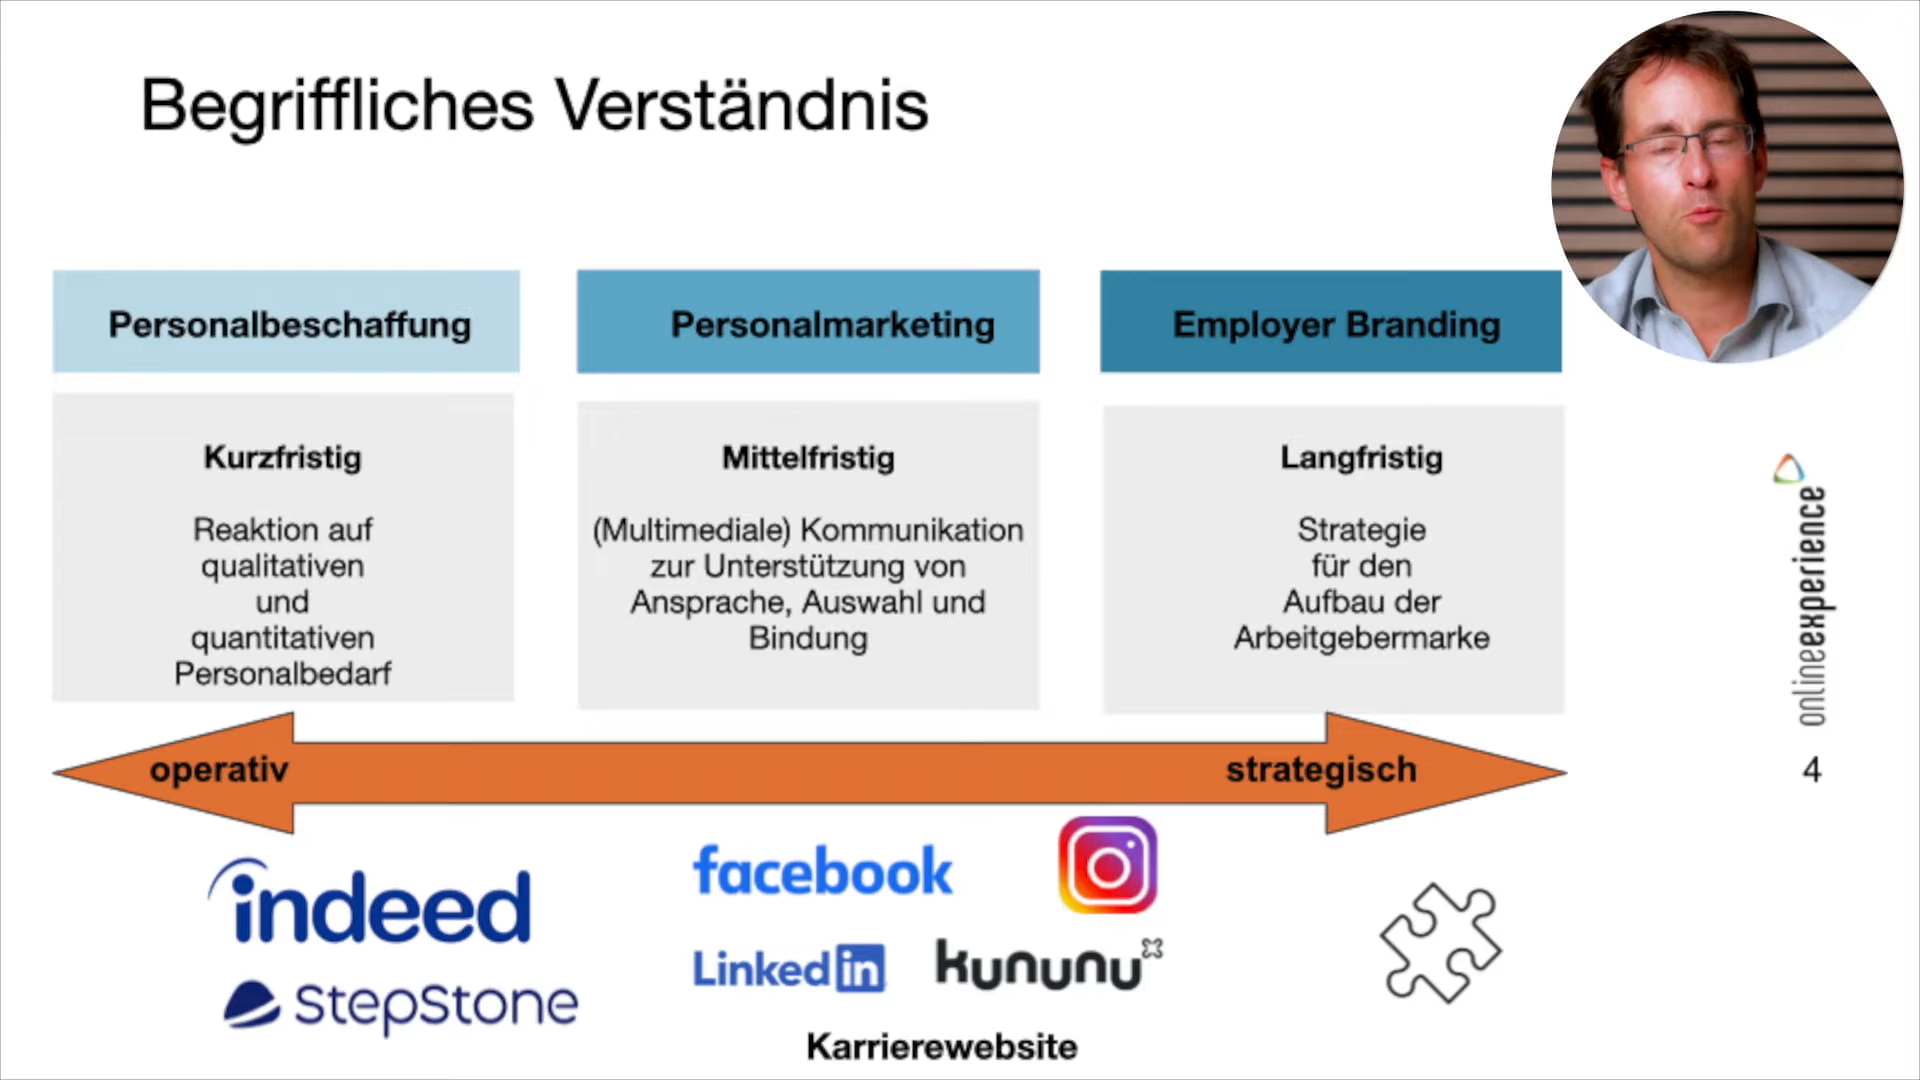 Begriffliches Verständnis
Personalbeschaffung
Kurzfristig
Reaktion auf
qualitativen
und
quantitativen
Personalbedarf
Personalmarketing
Mittelfristig
(Multimediale) Kommunikation
zur Unterstützung von
Ansprache, Auswahl und
Bindung
Employer Branding
Langfristig
Strategie
für den
Aufbau der
Arbeitgebermarke
onlineexperience
4
operativ
strategisch
indeed
StepStone
facebook
LinkedIn
kununu
Karrierewebsite